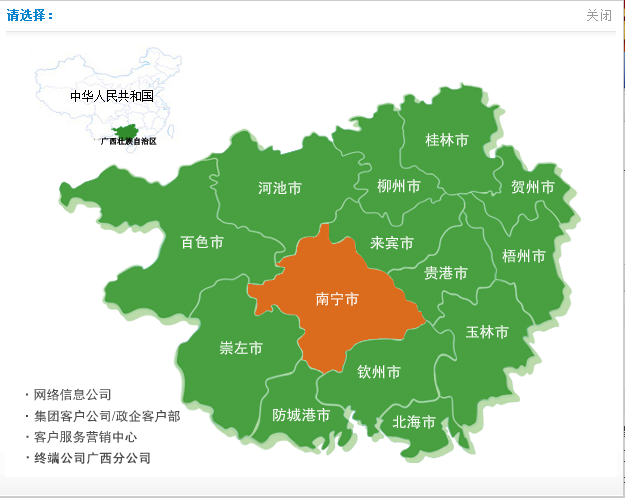 请选择：
关闭
中华人民共和国
广西壮族自治区
桂林市
河池市
柳州市
贺州市
百色市
来宾市
梧州市
贵港市
南宁市
玉林市
崇左市
钦州市
防城港市
北海市
· 网络信息公司
· 集团客户公司/政企客户部
· 客户服务营销中心
· 终端公司广西分公司